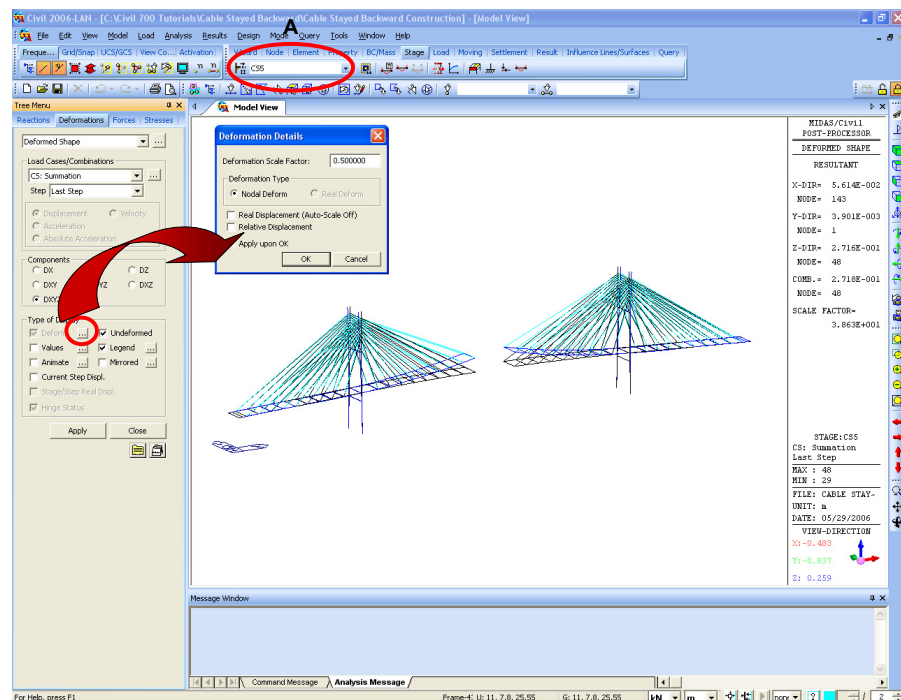 Civil 2006-LAN - [C:\Civil 700 Tutorials\Cable Stayed Backward\Cable Stayed Backward Construction] - [Model View]
A
File Edit View Model Load Analysis Results Design Mode Query Tools Window Help
Freque... Grid/Snap UCS/GCS View Co... Activation Node Element Property BC/Mass Stage Load Moving Settlement Result Influence Lines/Surfaces Query
CS5
Tree Menu
Model View
Reactions Deformations Forces Stresses
Deformed Shape ...
Load Cases/Combinations
CS: Summation ...
Step Last Step
Displacement Velocity
Acceleration
Absolute Acceleration
Components
DX DZ
DXY YZ DXZ
DXYZ
Type of Display
Deform ... Undeformed
Values ... Legend ...
Animate ... Mirrored ...
Current Step Displ.
Stage/Step Real Displ.
Hinge Status
Apply Close
Deformation Details
Deformation Scale Factor: 0.500000
Deformation Type
Nodal Deform Real Deform
Real Displacement (Auto-Scale Off)
Relative Displacement
Apply upon OK
OK Cancel
MIDAS/Civil
POST-PROCESSOR
DEFORMED SHAPE
RESULTANT
X-DIR= 5.614E-002
NODE= 143
Y-DIR= 3.901E-003
NODE= 1
Z-DIR= 2.716E-001
NODE= 48
COMB.= 2.718E-001
NODE= 48
SCALE FACTOR=
3.863E+001
STAGE:CS5
CS: Summation
Last Step
MAX : 48
MIN : 29
FILE: CABLE STAY~
UNIT: m
DATE: 05/29/2006
VIEW-DIRECTION
X:-0.483
Y:-0.837
Z: 0.259
Message Window
Command Message Analysis Message
For Help, press F1
Frame-4: U: 11, 7.8, 25.55 G: 11, 7.8, 25.55 kN m non 2